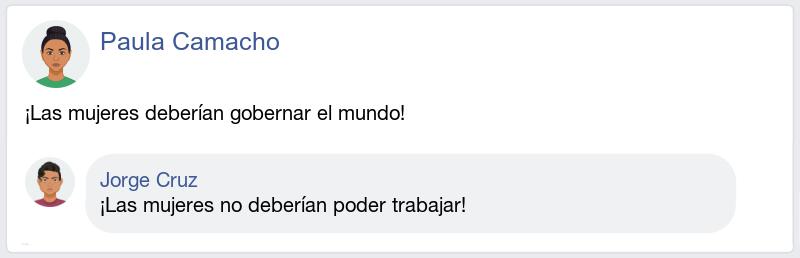 Paula Camacho
¡Las mujeres deberían gobernar el mundo!
Jorge Cruz
¡Las mujeres no deberían poder trabajar!